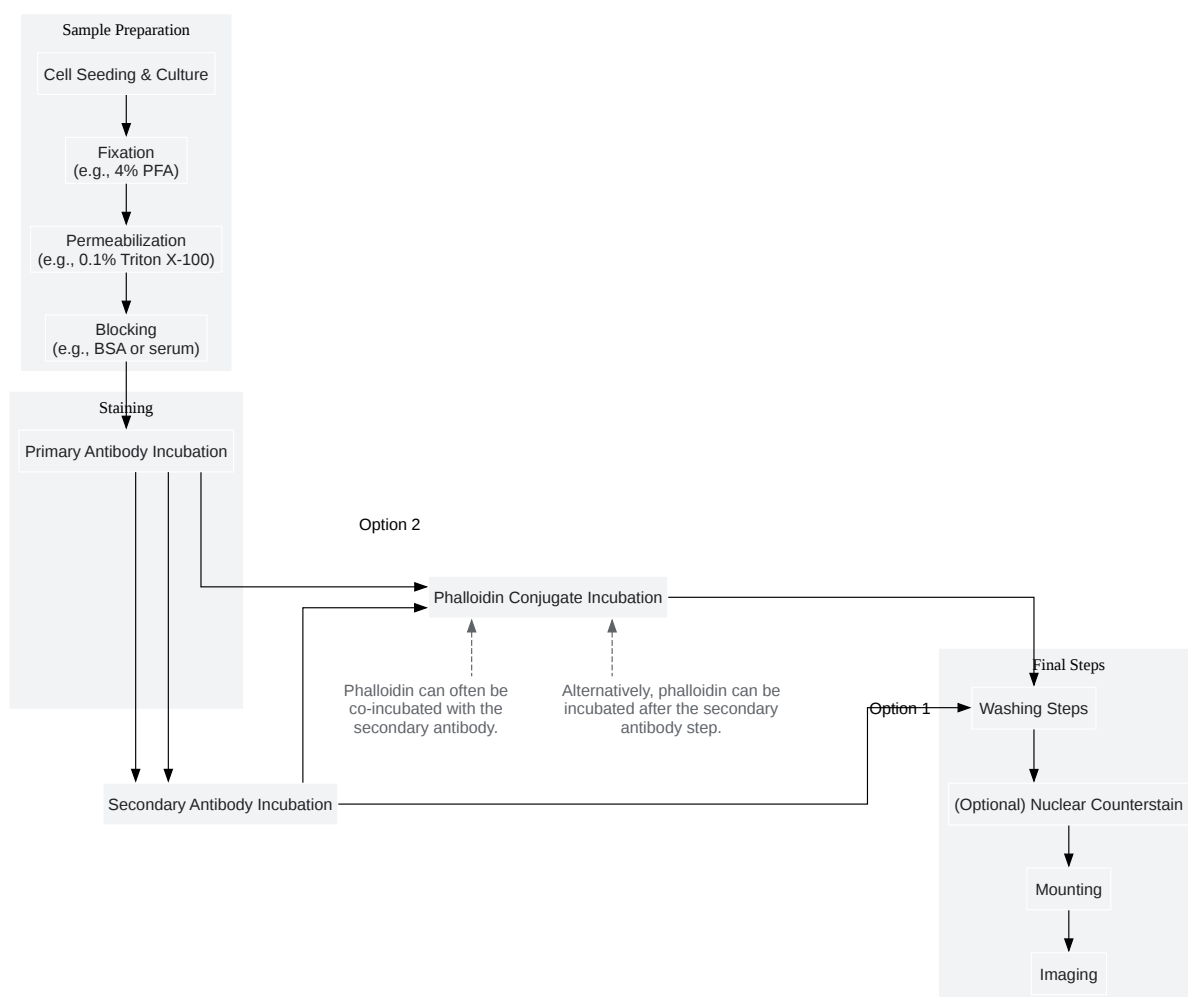 Sample Preparation
Cell Seeding & Culture
Fixation
(e.g., 4% PFA)
Permeabilization
(e.g., 0.1% Triton X-100)
Blocking
(e.g., BSA or serum)
Staining
Primary Antibody Incubation
Option 2
Phalloidin Conjugate Incubation
Phalloidin can often be
co-incubated with the
secondary antibody.
Alternatively, phalloidin can be
incubated after the secondary
antibody step.
Secondary Antibody Incubation
Option 1
Final Steps
Washing Steps
(Optional) Nuclear Counterstain
Mounting
Imaging